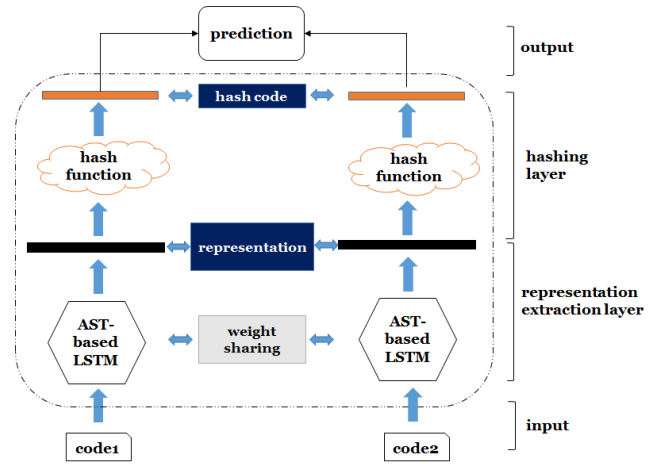 prediction
output
hash code
hash
function
hash
function
hashing
layer
representation
representation
extraction layer
AST-
based
LSTM
weight
sharing
AST-
based
LSTM
input
code1
code2